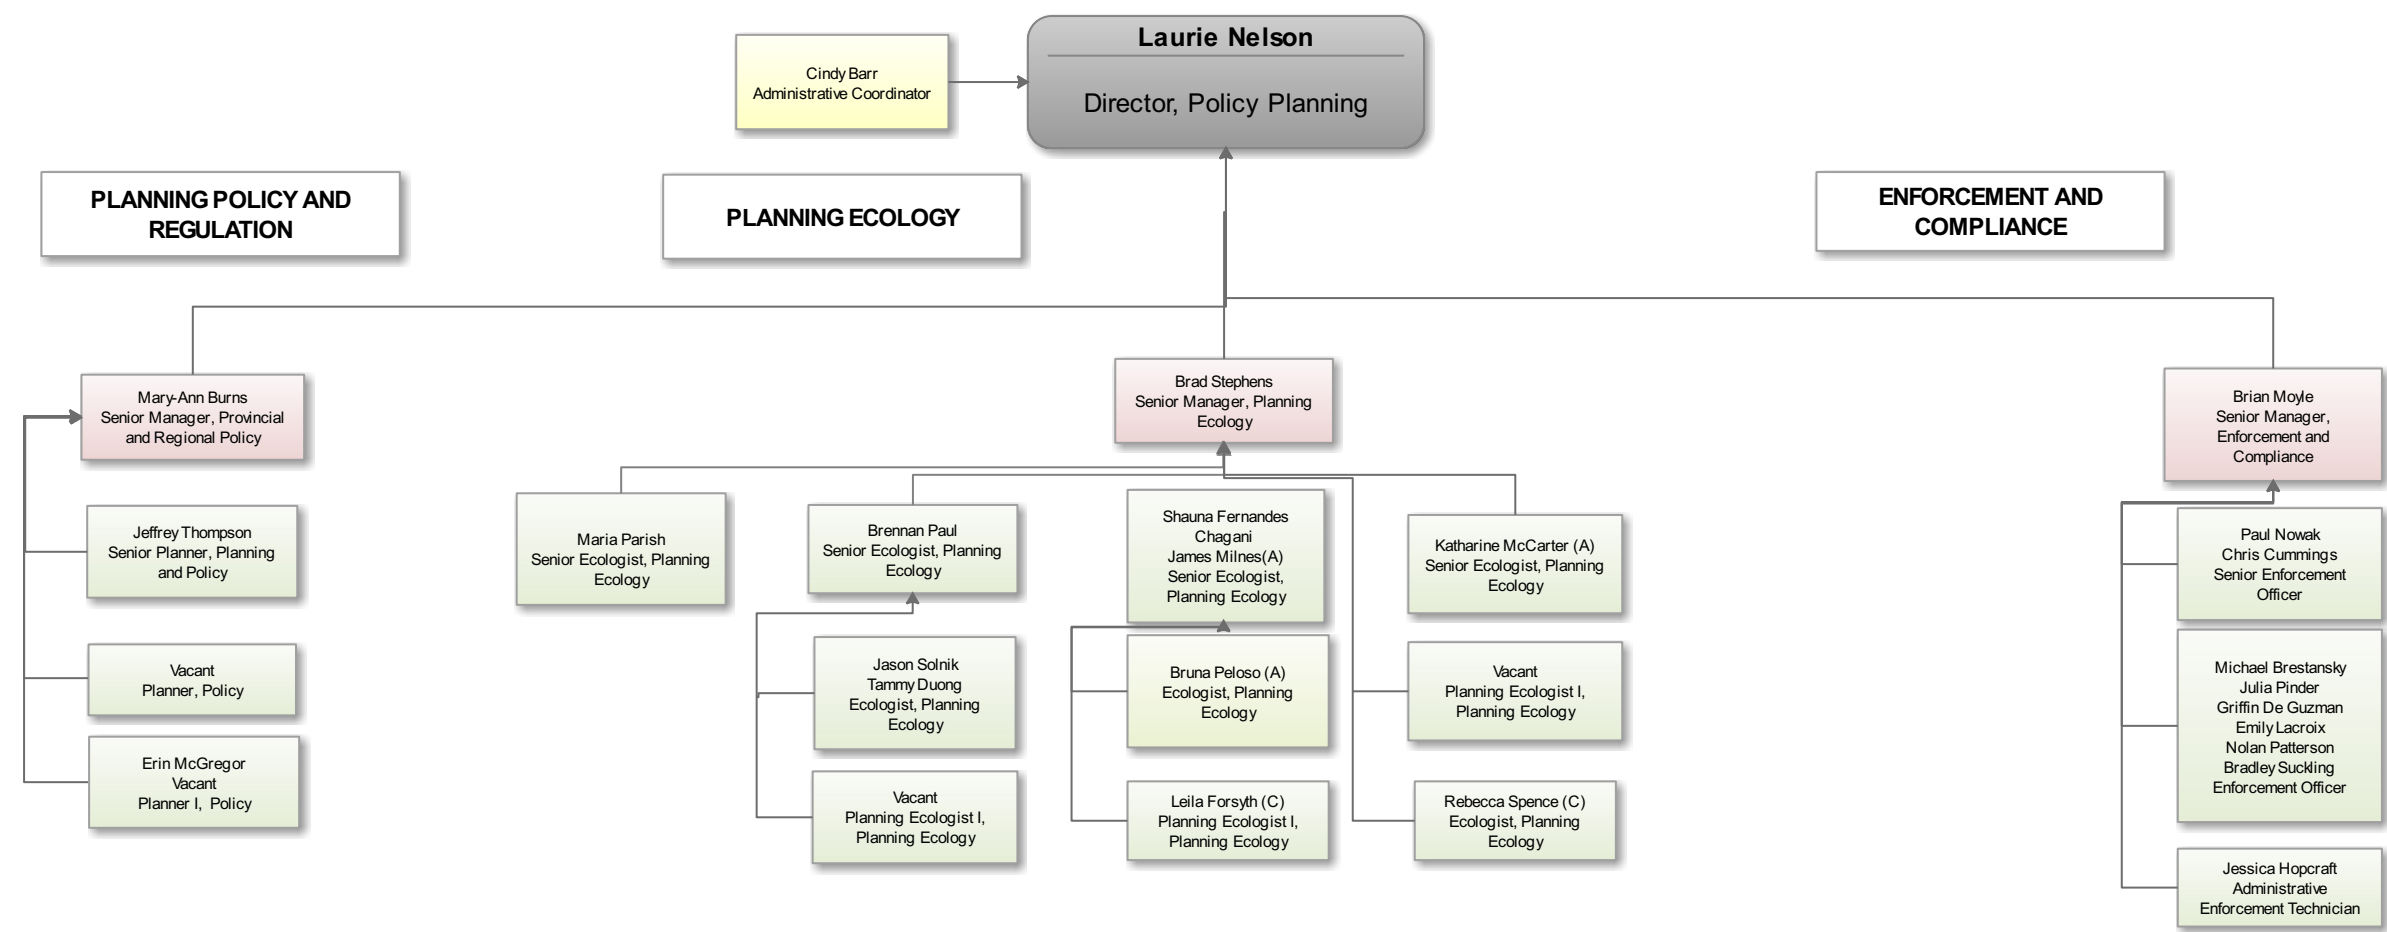 Laurie Nelson
Director, Policy Planning
Cindy Barr
Administrative Coordinator
PLANNING POLICY AND
REGULATION
PLANNING ECOLOGY
ENFORCEMENT AND
COMPLIANCE
Mary-Ann Burns
Senior Manager, Provincial
and Regional Policy
Jeffrey Thompson
Senior Planner, Planning
and Policy
Vacant
Planner, Policy
Erin McGregor
Vacant
Planner I, Policy
Brad Stephens
Senior Manager, Planning
Ecology
Maria Parish
Senior Ecologist, Planning
Ecology
Brennan Paul
Senior Ecologist, Planning
Ecology
Jason Solnik
Tammy Duong
Ecologist, Planning
Ecology
Vacant
Planning Ecologist I,
Planning Ecology
Shauna Fernandes
Chagani
James Milnes(A)
Senior Ecologist,
Planning Ecology
Bruna Peloso (A)
Ecologist, Planning
Ecology
Leila Forsyth (C)
Planning Ecologist I,
Planning Ecology
Katharine McCarter (A)
Senior Ecologist, Planning
Ecology
Vacant
Planning Ecologist I,
Planning Ecology
Rebecca Spence (C)
Ecologist, Planning
Ecology
Brian Moyle
Senior Manager,
Enforcement and
Compliance
Paul Nowak
Chris Cummings
Senior Enforcement
Officer
Michael Brestansky
Julia Pinder
Griffin De Guzman
Emily Lacroix
Nolan Patterson
Bradley Suckling
Enforcement Officer
Jessica Hopcraft
Administrative
Enforcement Technician